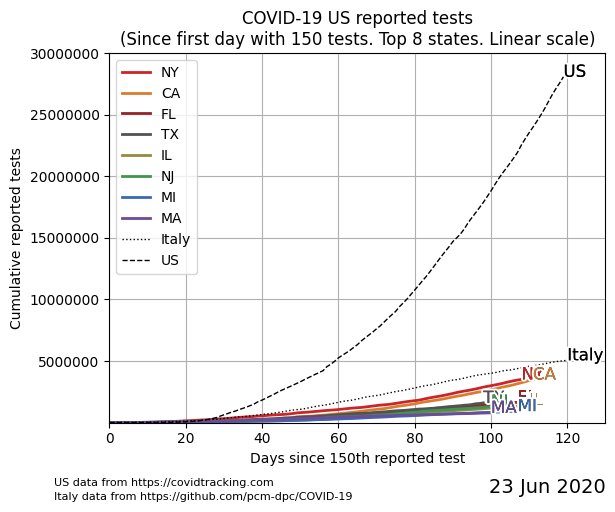 COVID-19 US reported tests
(Since first day with 150 tests. Top 8 states. Linear scale)
30000000
25000000
20000000
15000000
10000000
5000000
Cumulative reported tests
NY
CA
FL
TX
IL
NJ
MI
MA
Italy
US
US
Italy
CA
MA
MI
0
20
40
60
80
100
120
Days since 150th reported test
US data from https://covidtracking.com
Italy data from https://github.com/pcm-dpc/COVID-19
23 Jun 2020